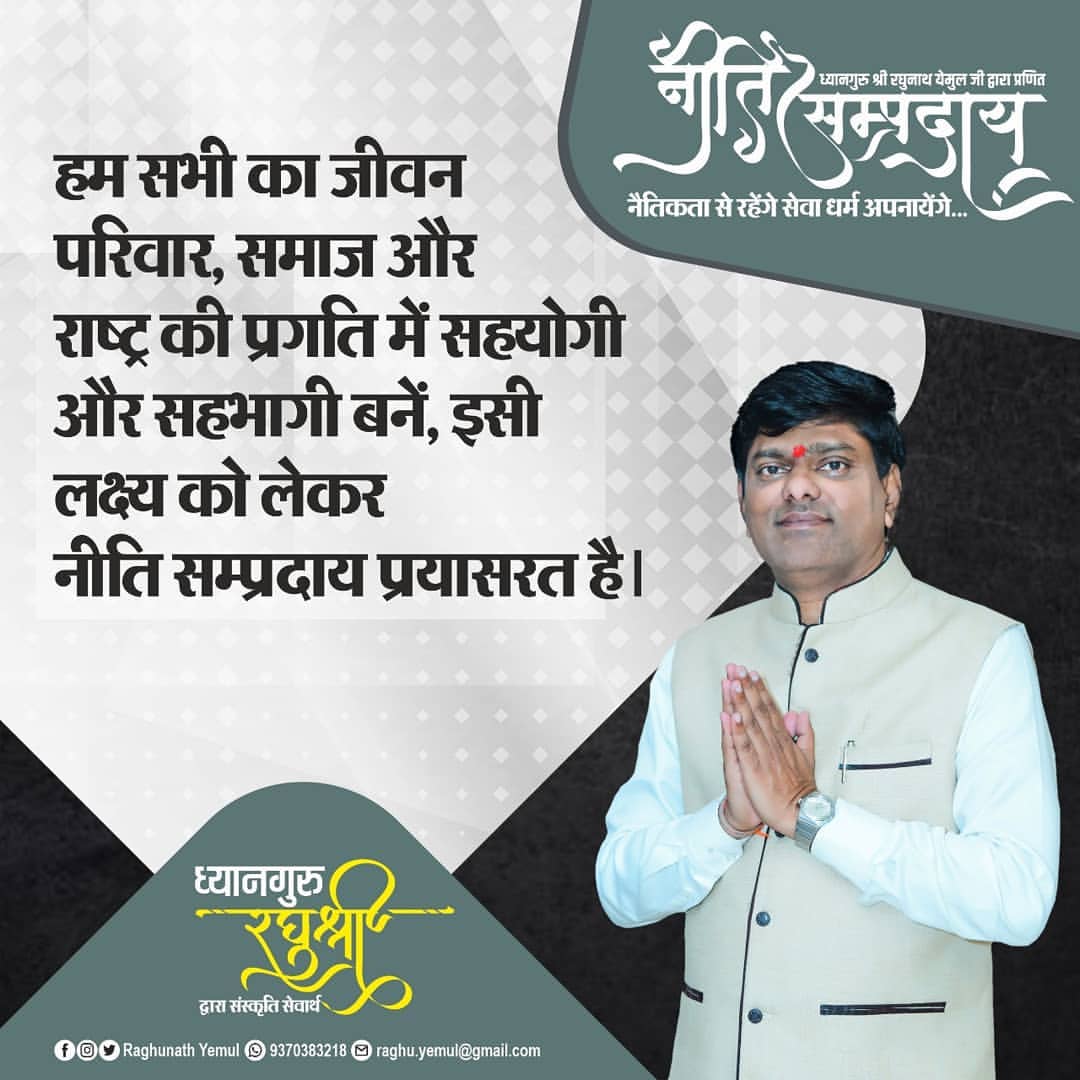 ध्यानगुरु श्री रघुनाथ येमुल जी द्वारा प्रणित
नीति सम्प्रदाय
नैतिकता से रहेंगे सेवा धर्म अपनायेंगे...
हम सभी का जीवन
परिवार, समाज और
राष्ट्र की प्रगति में सहयोगी
और सहभागी बनें, इसी
लक्ष्य को लेकर
नीति सम्प्रदाय प्रयासरत है।
ध्यानगुरु
रघुश्री
द्वारा संस्कृति सेवार्थ
Raghunath Yemul 9370383218 raghu.yemul@gmail.com